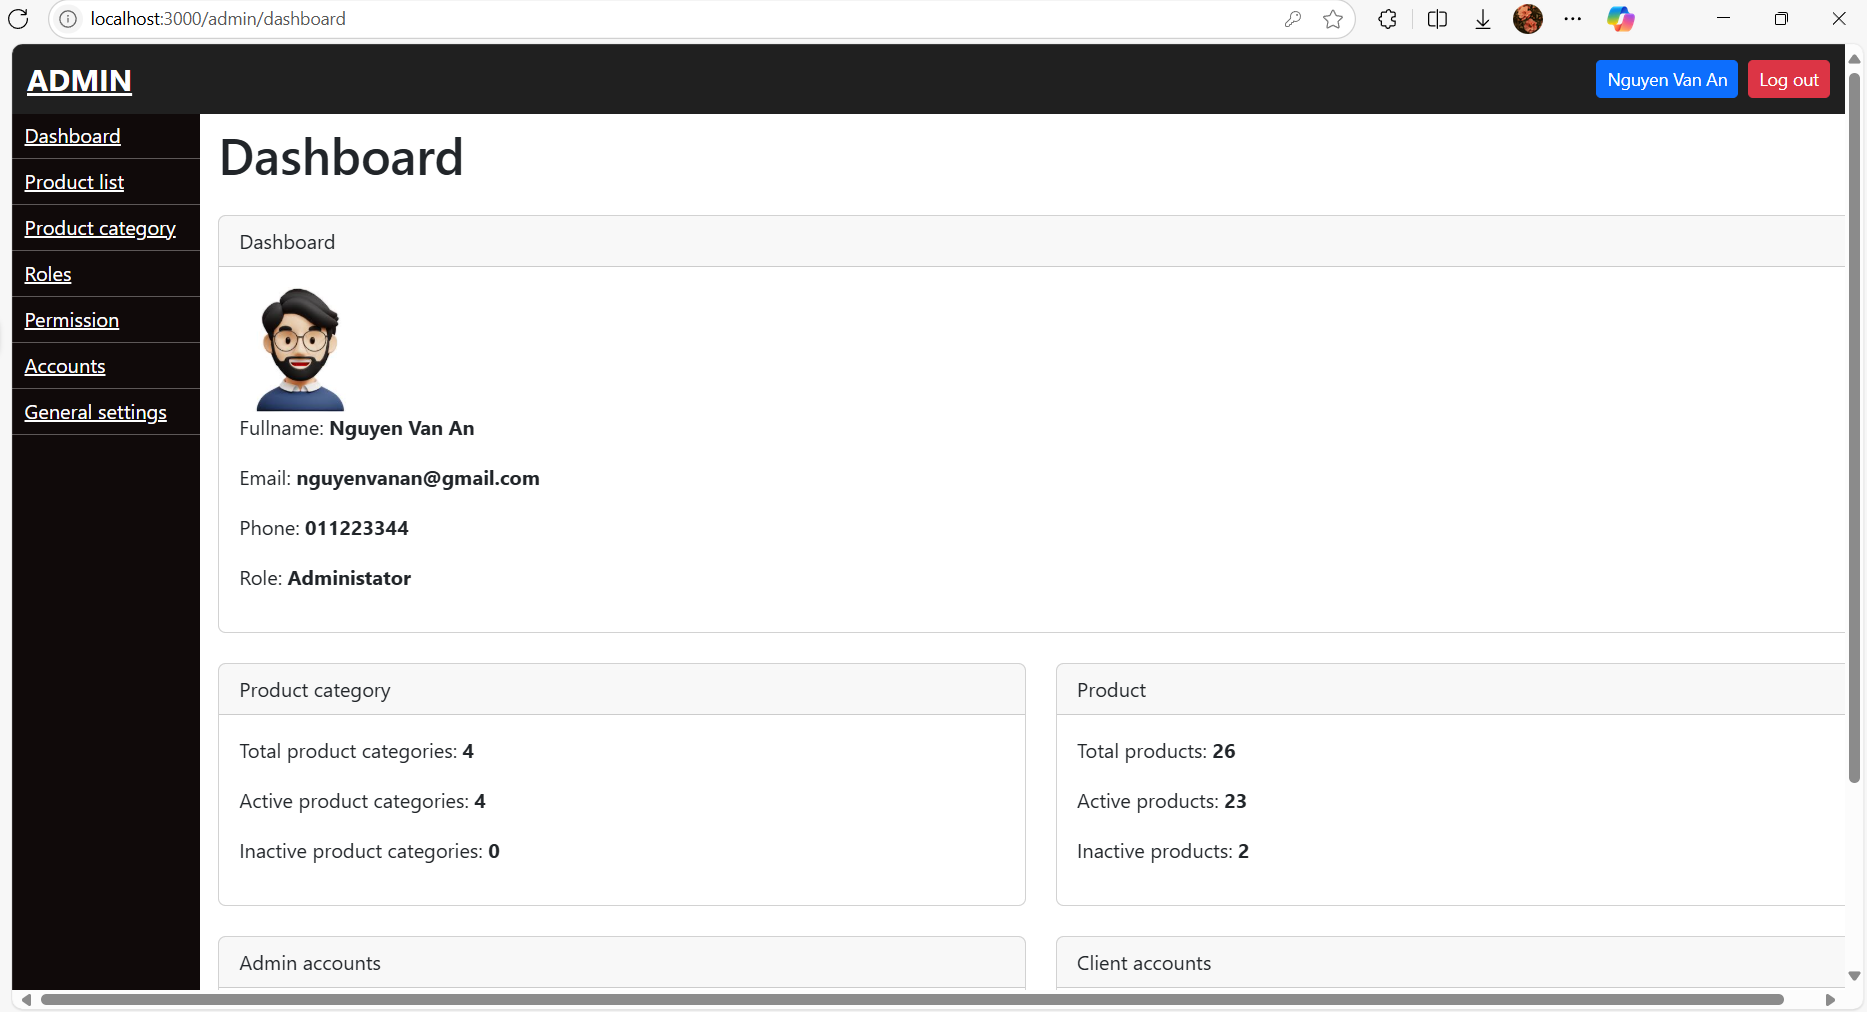 localhost:3000/admin/dashboard
ADMIN
Nguyen Van An
Log out
Dashboard
Product list
Product category
Roles
Permission
Accounts
General settings
Dashboard
Dashboard
Fullname: Nguyen Van An
Email: nguyenvanan@gmail.com
Phone: 011223344
Role: Administator
Product category
Total product categories: 4
Active product categories: 4
Inactive product categories: 0
Product
Total products: 26
Active products: 23
Inactive products: 2
Admin accounts
Client accounts